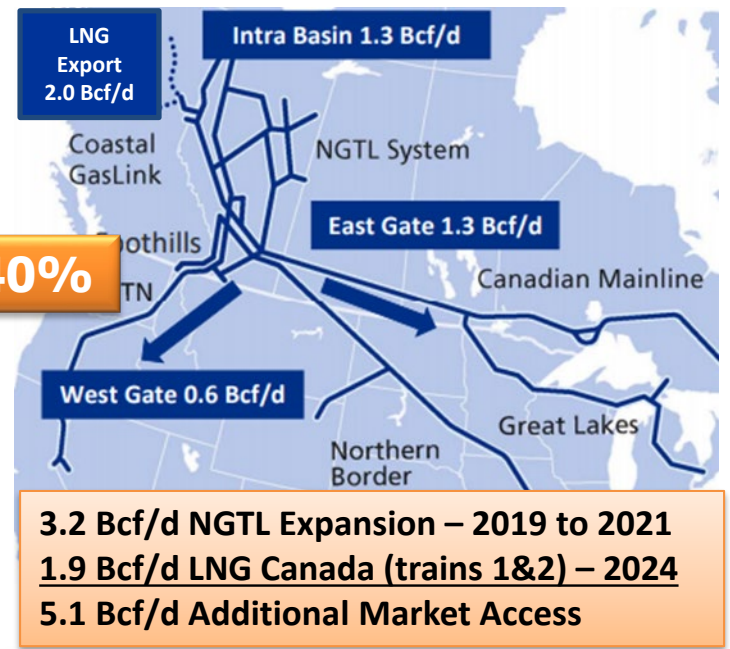 LNG
Export
2.0 Bcf/d
Intra Basin 1.3 Bcf/d
Coastal
GasLink
NGTL System
East Gate 1.3 Bcf/d
Canadian Mainline
West Gate 0.6 Bcf/d
Great Lakes
Northern
Border
3.2 Bcf/d NGTL Expansion – 2019 to 2021
1.9 Bcf/d LNG Canada (trains 1&2) – 2024
5.1 Bcf/d Additional Market Access